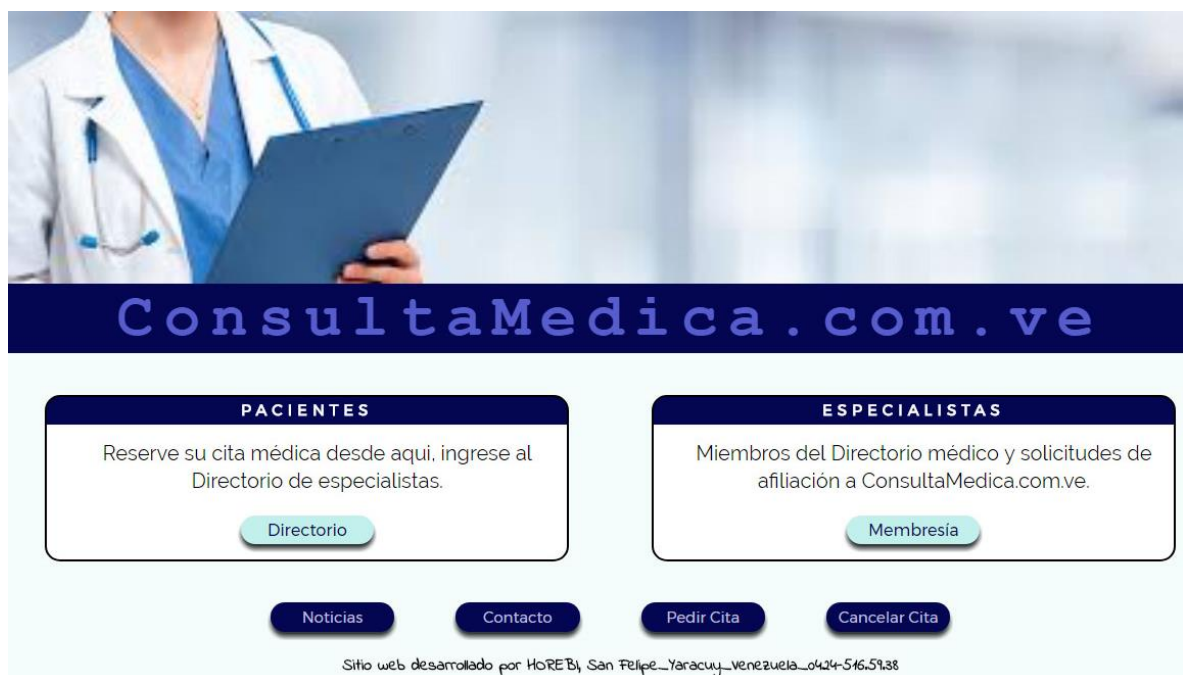 ConsultaMedica.com.ve
PACIENTES
Reserve su cita médica desde aqui, ingrese al
Directorio de especialistas.
Directorio
ESPECIALISTAS
Miembros del Directorio médico y solicitudes de
afiliación a ConsultaMedica.com.ve.
Membresía
Noticias
Contacto
Pedir Cita
Cancelar Cita
Sitio web desarrollado por HOREBI, San Felipe_Yaracuy_Venezuela_0424-516.59.38